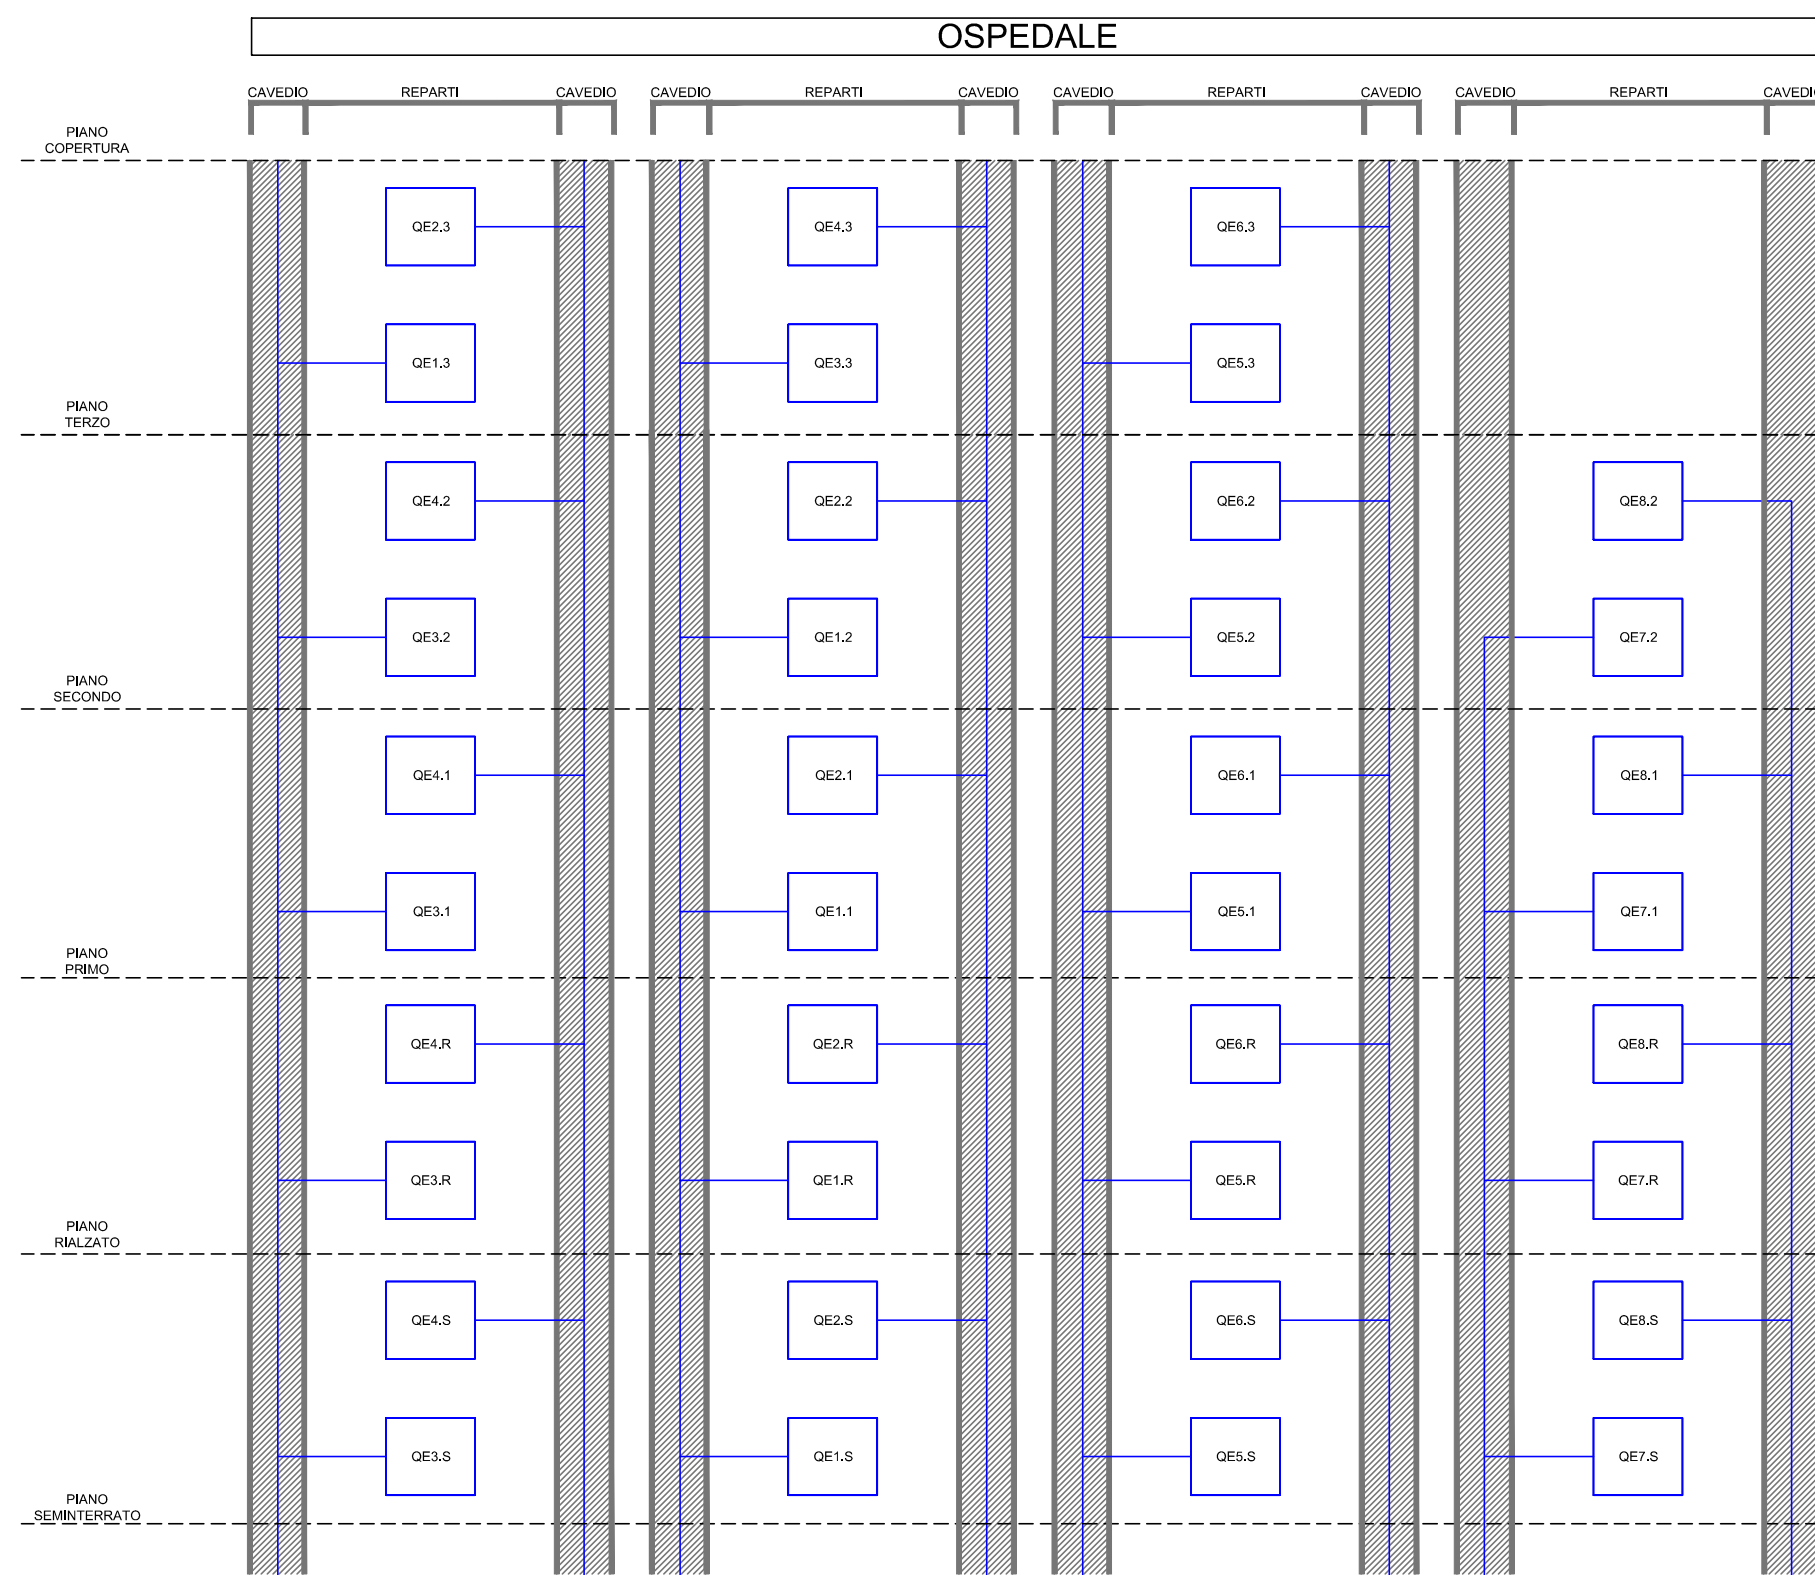 OSPEDALE
CAVEDIO REPARTI CAVEDIO CAVEDIO REPARTI CAVEDIO CAVEDIO REPARTI CAVEDIO CAVEDIO REPARTI CAVEDIO
PIANO
COPERTURA
QE2.3 QE4.3 QE6.3
QE1.3 QE3.3 QE5.3
PIANO
TERZO
QE4.2 QE2.2 QE6.2 QE8.2
QE3.2 QE1.2 QE5.2 QE7.2
PIANO
SECONDO
QE4.1 QE2.1 QE6.1 QE8.1
QE3.1 QE1.1 QE5.1 QE7.1
PIANO
PRIMO
QE4.R QE2.R QE6.R QE8.R
QE3.R QE1.R QE5.R QE7.R
PIANO
RIALZATO
QE4.S QE2.S QE6.S QE8.S
QE3.S QE1.S QE5.S QE7.S
PIANO
SEMINTERRATO